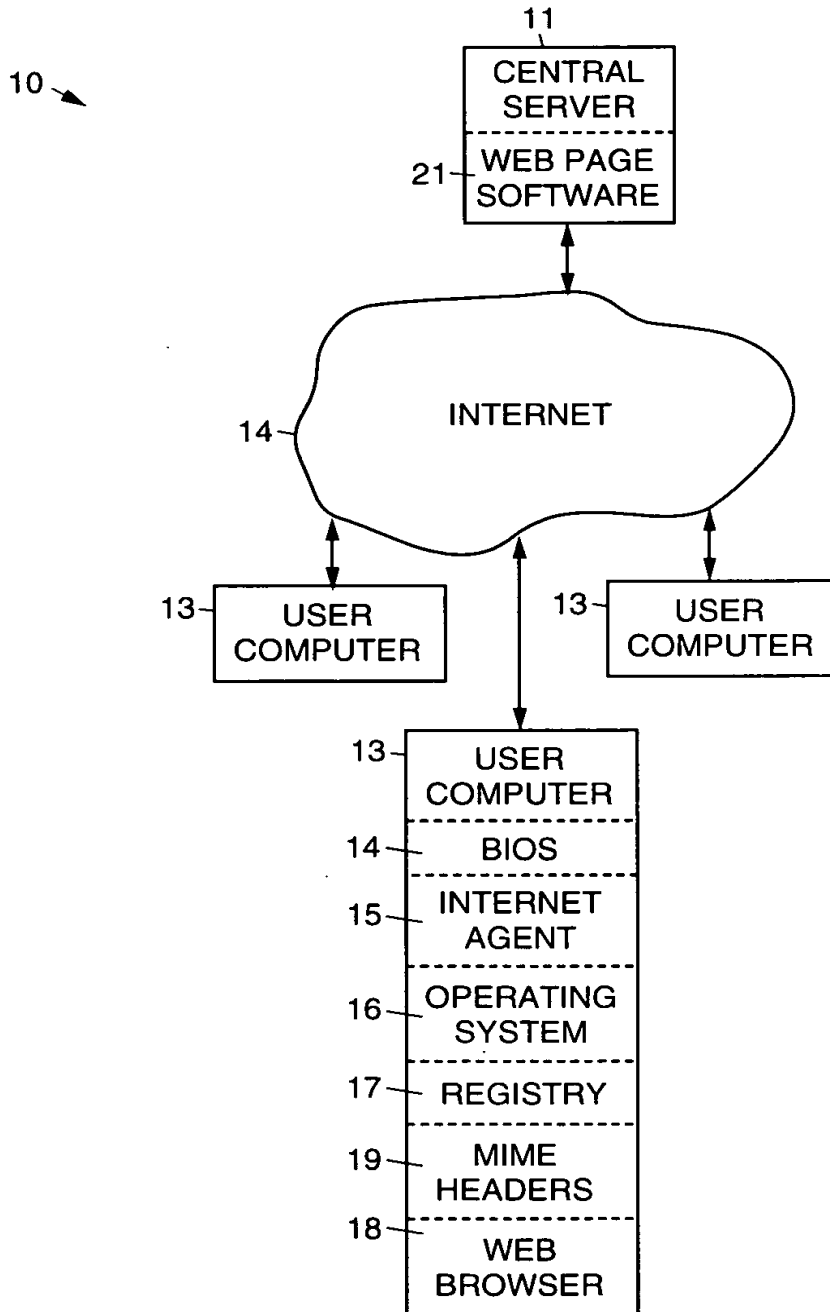 11
10
CENTRAL
SERVER
21
WEB PAGE
SOFTWARE
INTERNET
14
13
USER
COMPUTER
13
USER
COMPUTER
13
USER
COMPUTER
14
BIOS
15
INTERNET
AGENT
16
OPERATING
SYSTEM
17
REGISTRY
19
MIME
HEADERS
18
WEB
BROWSER